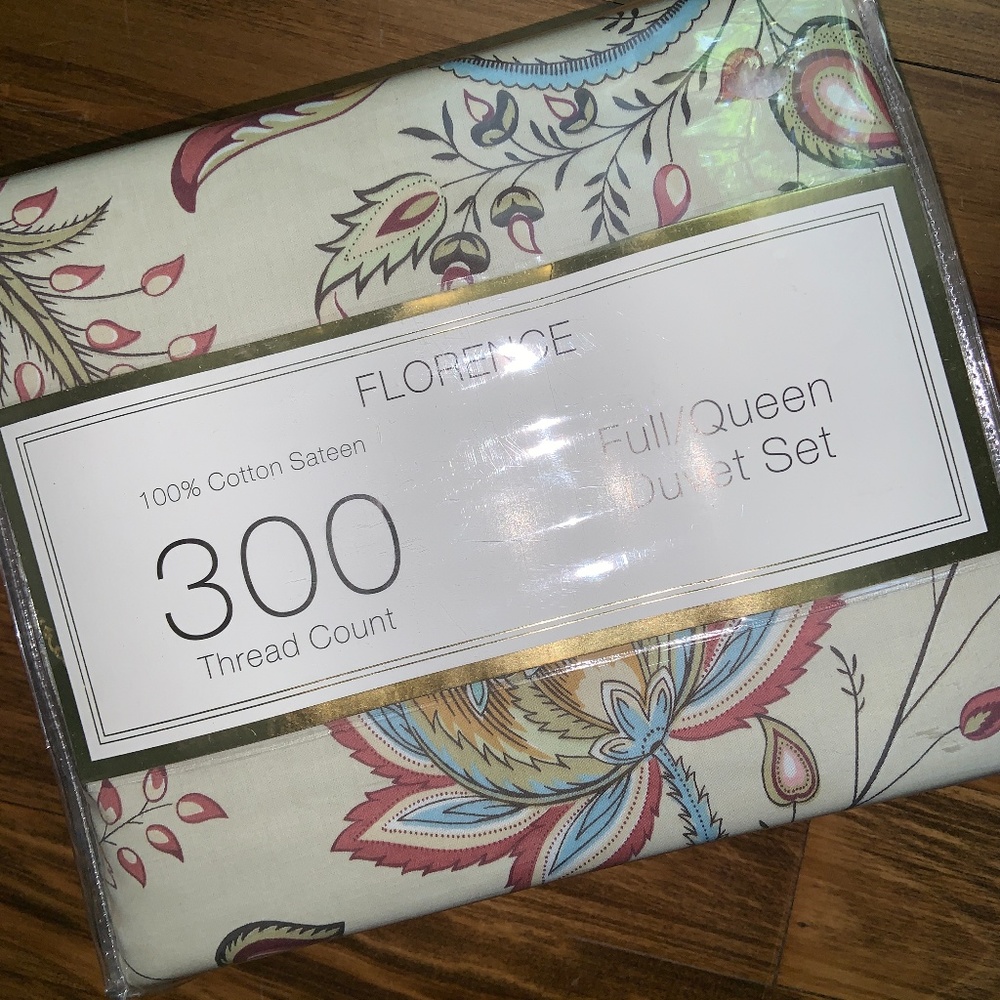 FLORENCE
100% Cotton Sateen
300
Thread Count
Full/Queen
Duvet Set